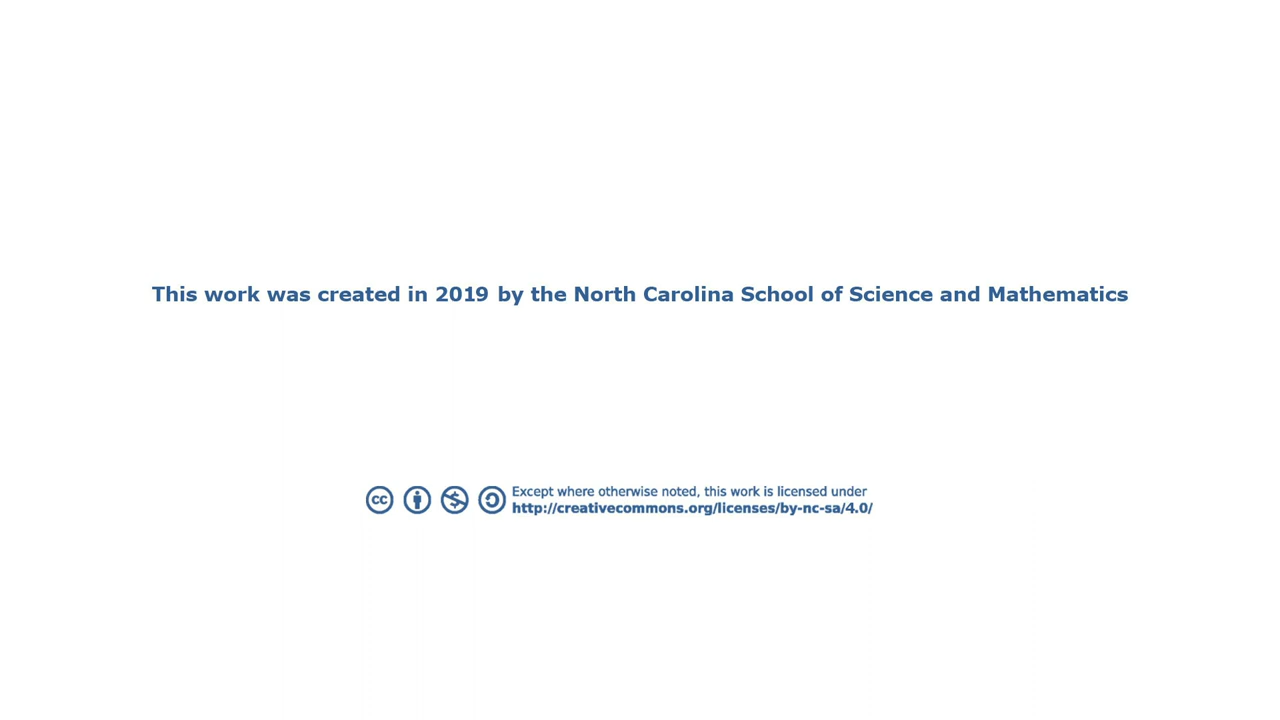 This work was created in 2019 by the North Carolina School of Science and Mathematics
cc
Except where otherwise noted, this work is licensed under
http://creativecommons.org/licenses/by-nc-sa/4.0/